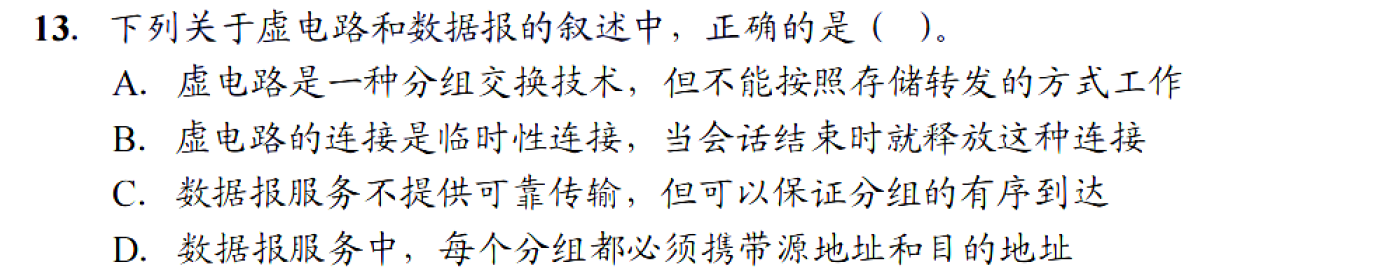 13. 下列关于虚电路和数据报的叙述中，正确的是（ ）。
A. 虚电路是一种分组交换技术，但不能按照存储转发的方式工作
B. 虚电路的连接是临时性连接，当会话结束时就释放这种连接
C. 数据报服务不提供可靠传输，但可以保证分组的有序到达
D. 数据报服务中，每个分组都必须携带源地址和目的地址